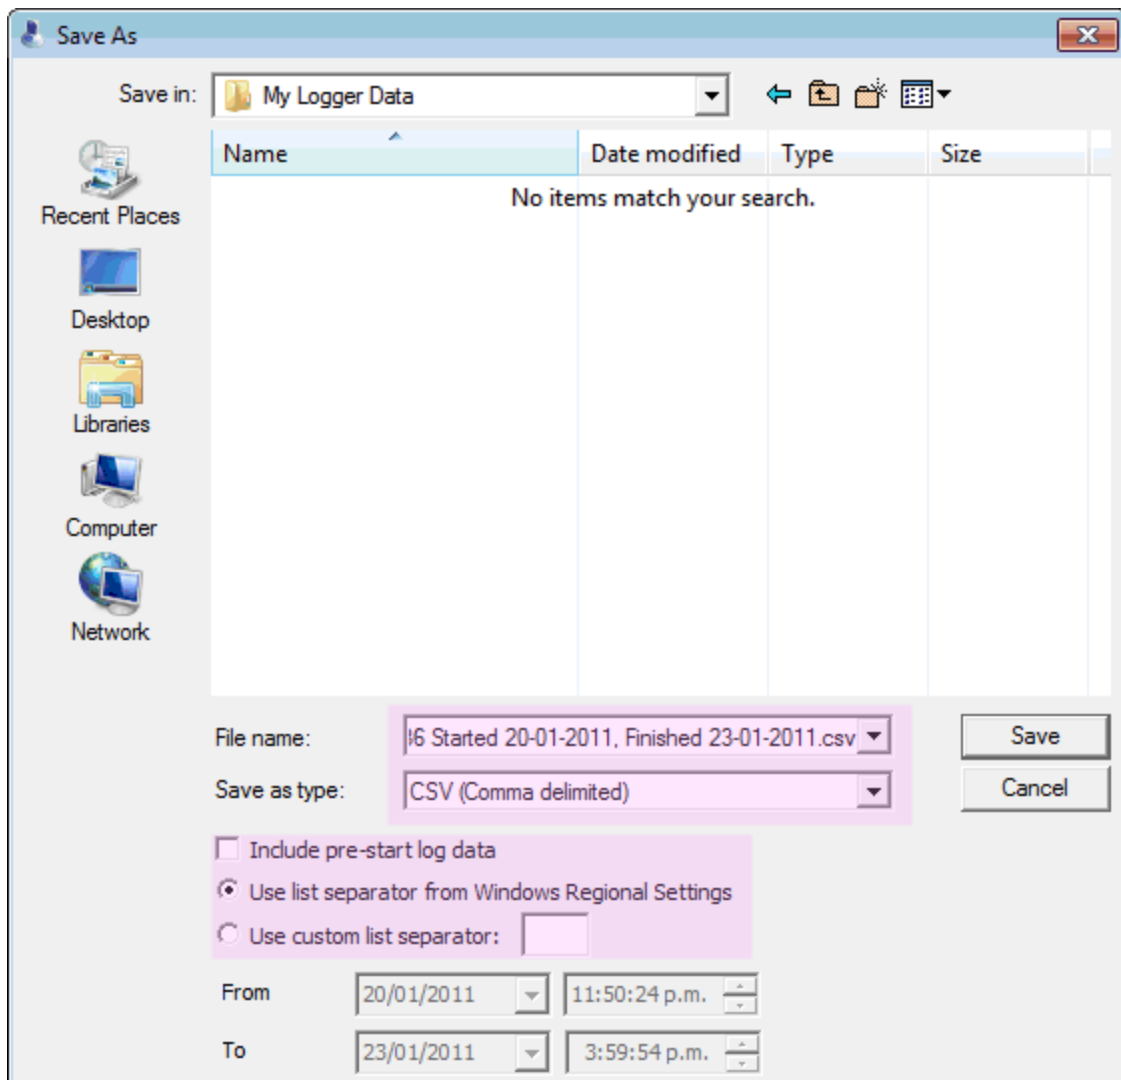 Save As
Save in: My Logger Data
Name Date modified Type Size
No items match your search.
Recent Places
Desktop
Libraries
Computer
Network
File name: 36 Started 20-01-2011, Finished 23-01-2011.csv Save
Save as type: CSV (Comma delimited) Cancel
Include pre-start log data
Use list separator from Windows Regional Settings
Use custom list separator:
From 20/01/2011 11:50:24 p.m.
To 23/01/2011 3:59:54 p.m.